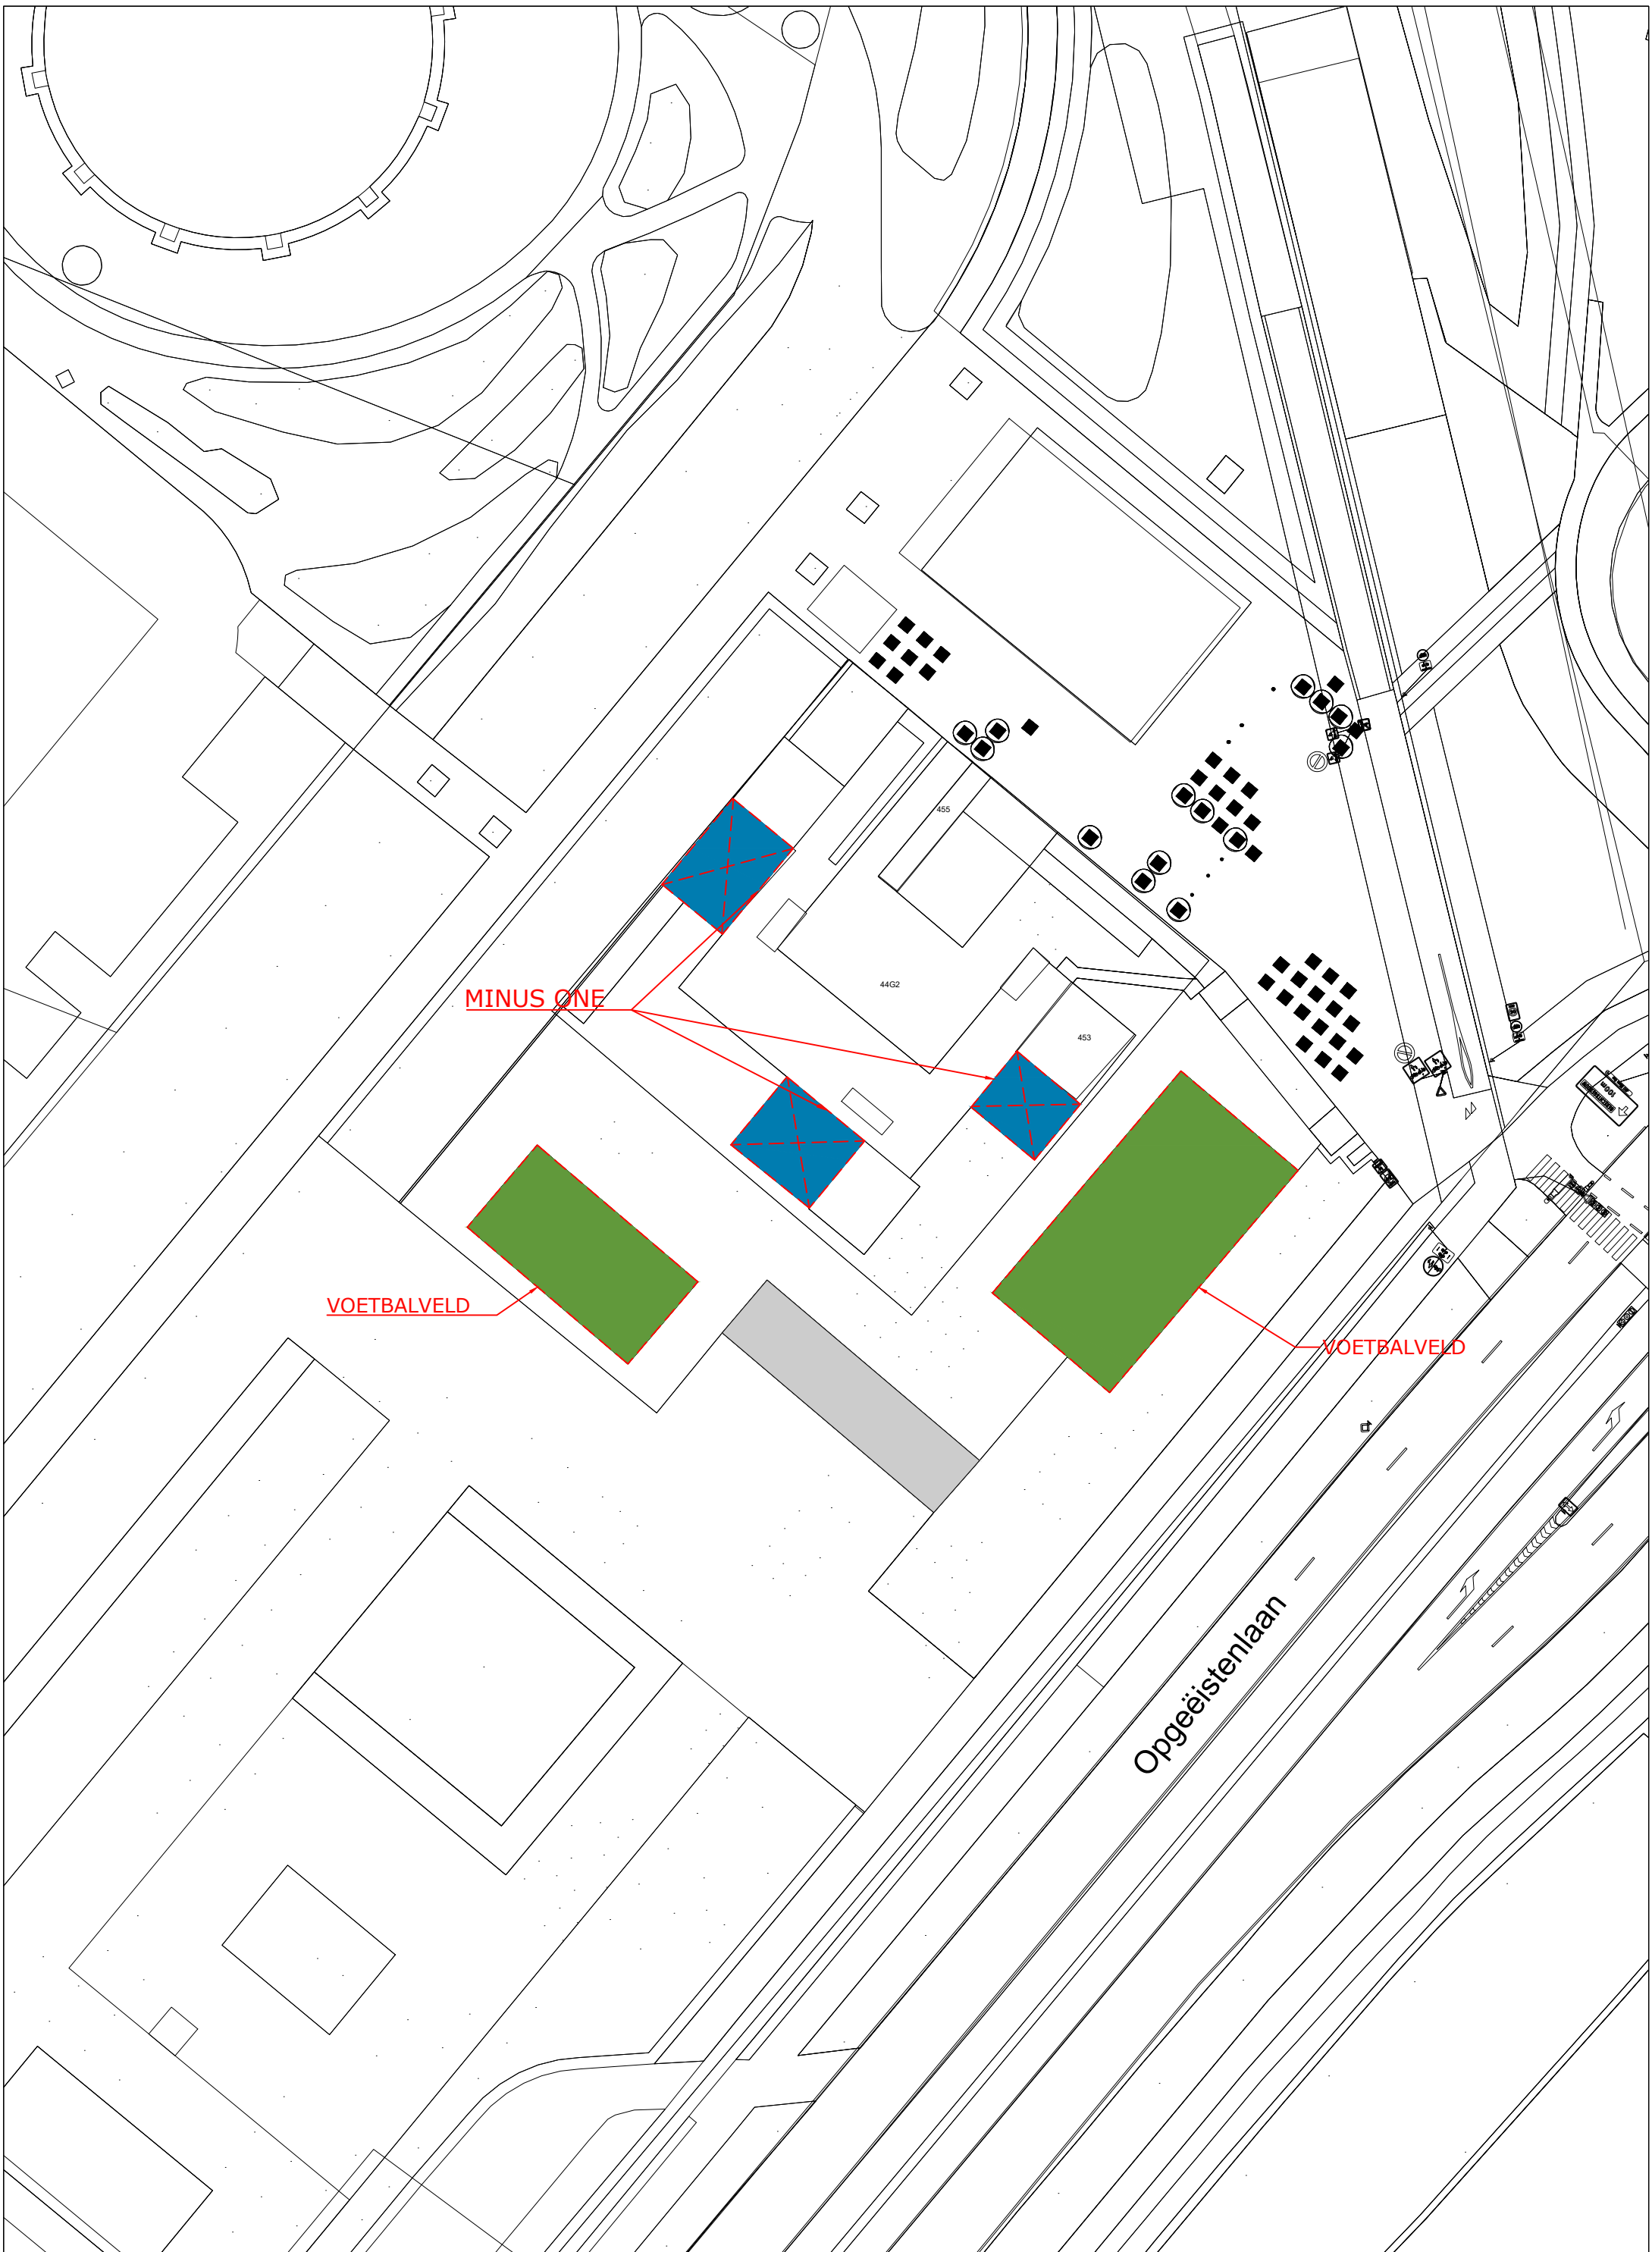 455
44G2
MINUS ONE
453
VOETBALVELD
VOETBALVELD
Opgeëistenlaan